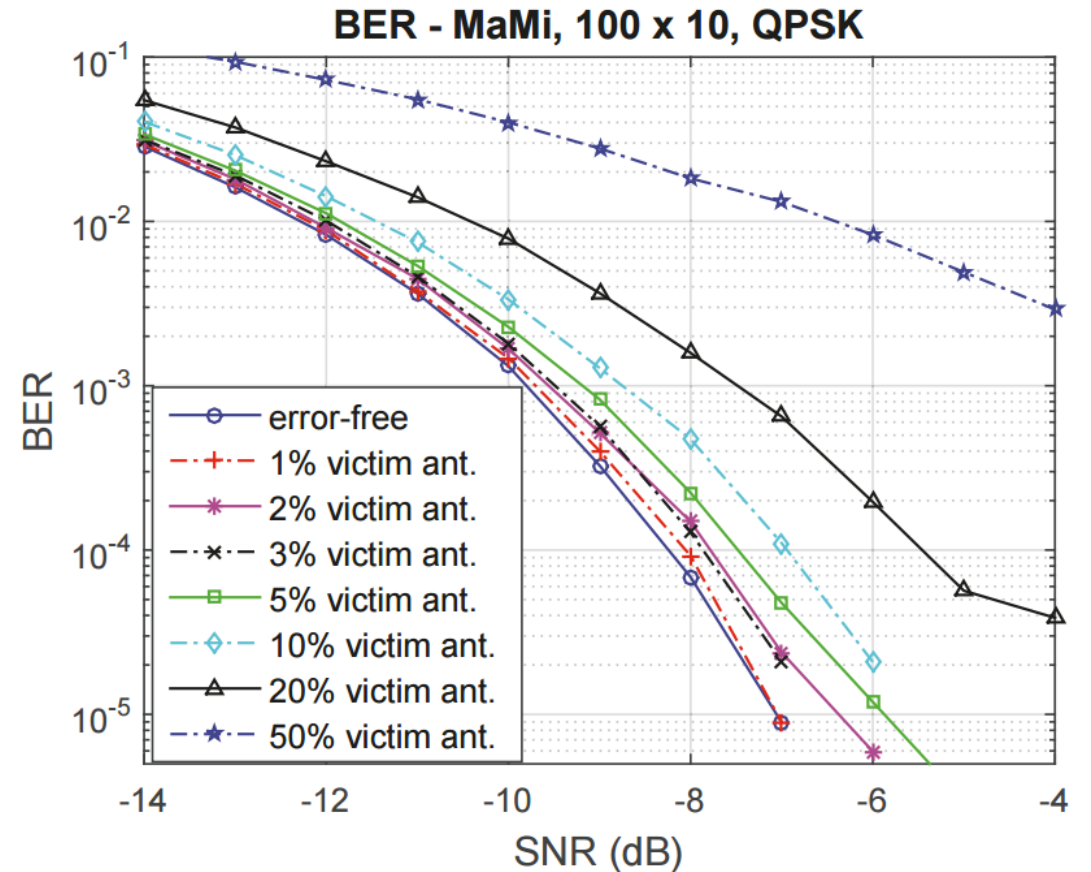 BER - MaMi, 100 x 10, QPSK
10^-1
10^-2
10^-3
10^-4
10^-5
BER
error-free
1% victim ant.
2% victim ant.
3% victim ant.
5% victim ant.
10% victim ant.
20% victim ant.
50% victim ant.
-14 -12 -10 -8 -6 -4
SNR (dB)